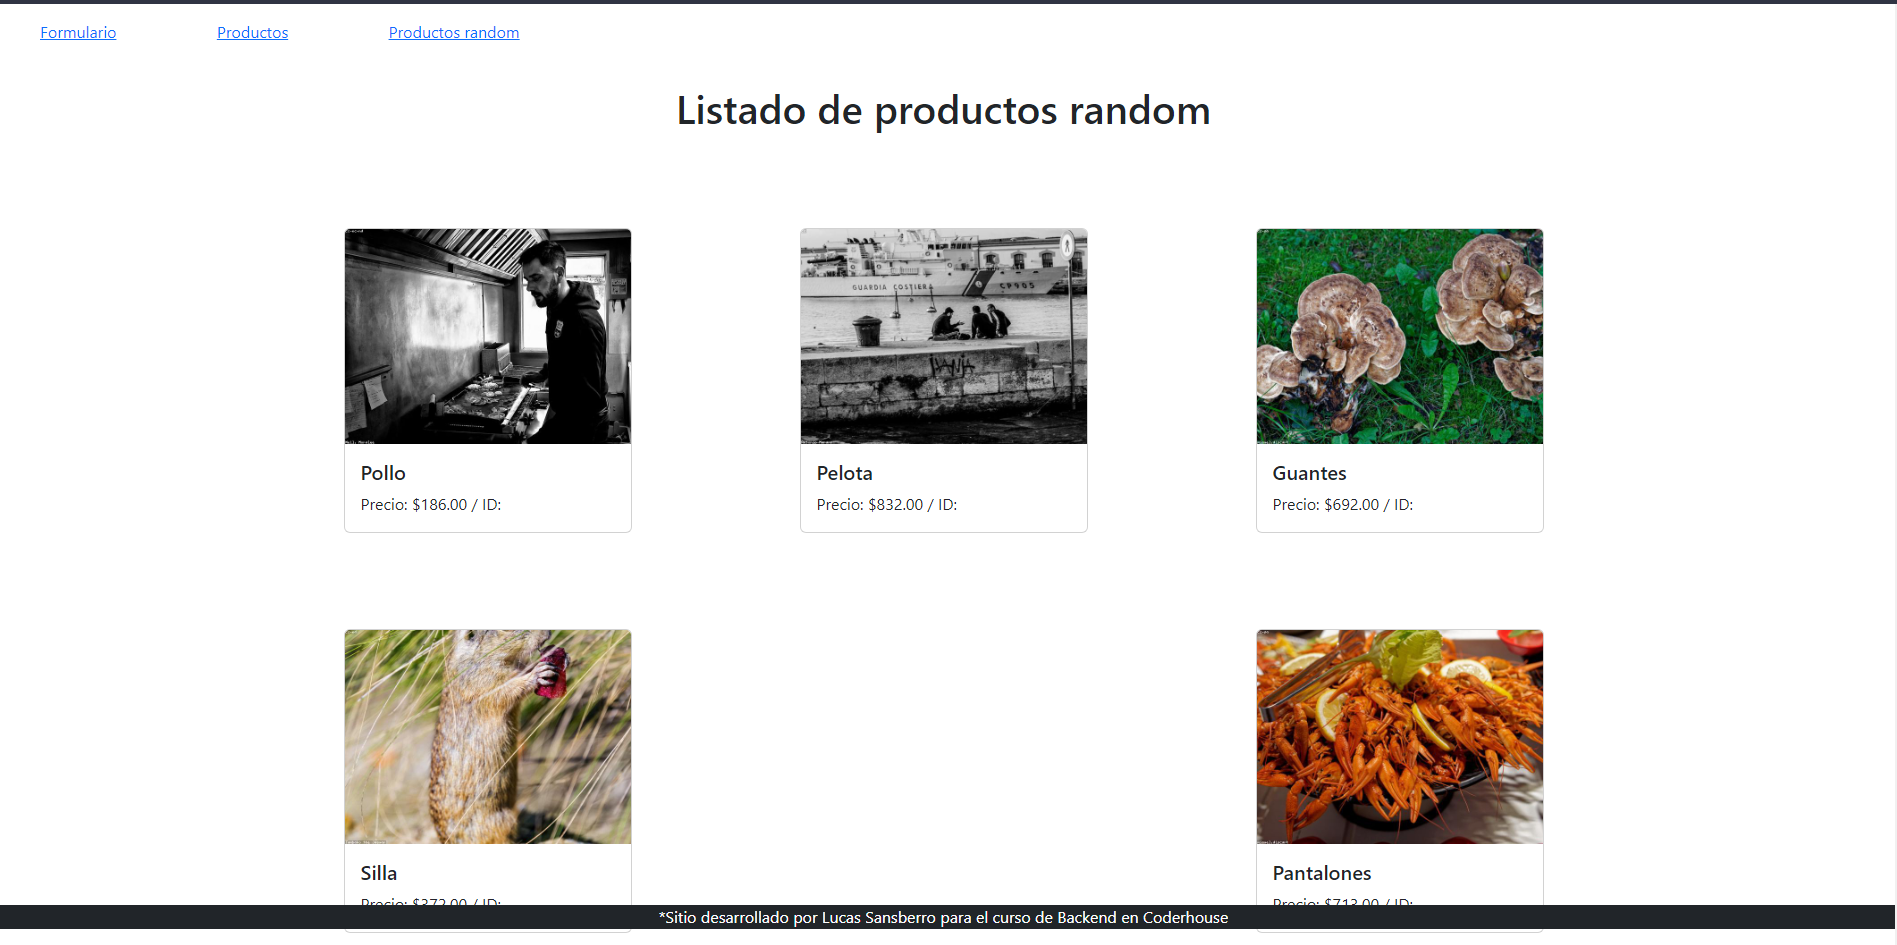 Formulario
Productos
Productos random
Listado de productos random
GUARDIA COSTIERA
CP905
Pollo
Precio: $186.00 / ID:
Pelota
Precio: $832.00 / ID:
Guantes
Precio: $692.00 / ID:
Silla
Precio: $372.00 / ID:
Pantalones
Precio: $713.00 / ID:
*Sitio desarrollado por Lucas Sansberro para el curso de Backend en Coderhouse